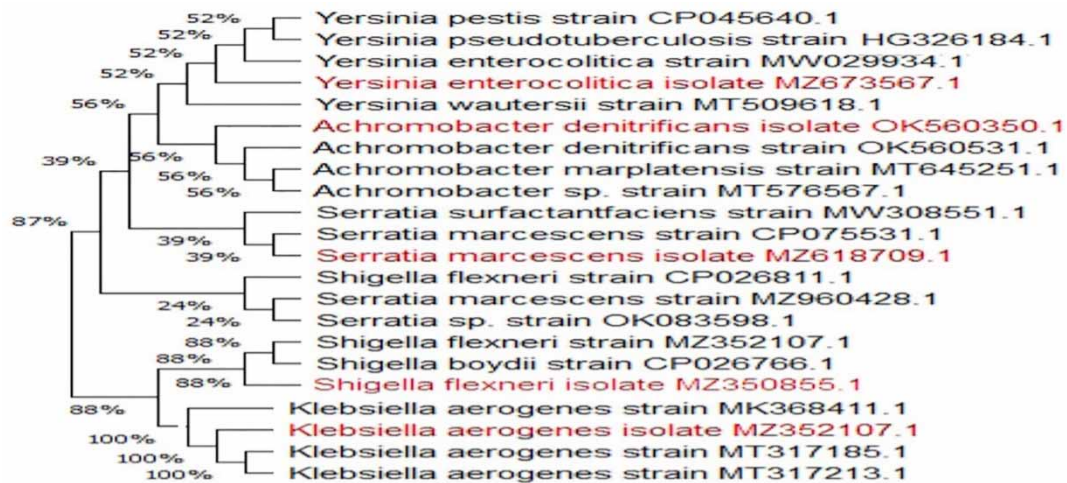 52% Yersinia pestis strain CP045640.1
52% Yersinia pseudotuberculosis strain HG326184.1
52% Yersinia enterocolitica strain MW029934.1
52% Yersinia enterocolitica isolate MZ673567.1
56% Yersinia wautersii strain MT509618.1
Achromobacter denitrificans isolate OK560350.1
39% 56% Achromobacter denitrificans strain OK560531.1
56% Achromobacter marplatensis strain MT645251.1
56% Achromobacter sp. strain MT576567.1
87% Serratia surfactantfaciens strain MW308551.1
39% Serratia marcescens strain CP075531.1
39% Serratia marcescens isolate MZ618709.1
Shigella flexneri strain CP026811.1
24% Serratia marcescens strain MZ960428.1
24% Serratia sp. strain OK083598.1
88% Shigella flexneri strain MZ352107.1
88% Shigella boydii strain CP026766.1
88% Shigella flexneri isolate MZ350855.1
88% Klebsiella aerogenes strain MK368411.1
100% Klebsiella aerogenes isolate MZ352107.1
100% Klebsiella aerogenes strain MT317185.1
100% Klebsiella aerogenes strain MT317213.1